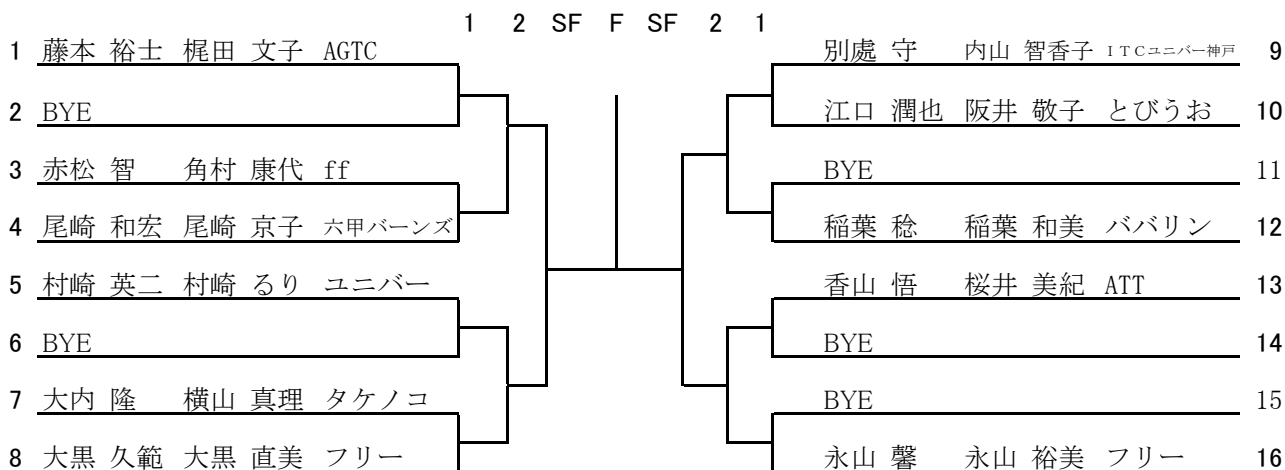 1 2 SF F SF 2 1
1 藤本 裕士 梶田 文子 AGTC
2 BYE
3 赤松 智 角村 康代 ff
4 尾崎 和宏 尾崎 京子 六甲バーンズ
5 村崎 英二 村崎 るり ユニバー
6 BYE
7 大内 隆 横山 真理 タケノコ
8 大黒 久範 大黒 直美 フリー
別處 守 内山 智香子 ITCユニバー神戸 9
江口 潤也 阪井 敬子 とびうお 10
BYE 11
稲葉 稔 稲葉 和美 ババリン 12
香山 悟 桜井 美紀 ATT 13
BYE 14
BYE 15
永山 馨 永山 裕美 フリー 16